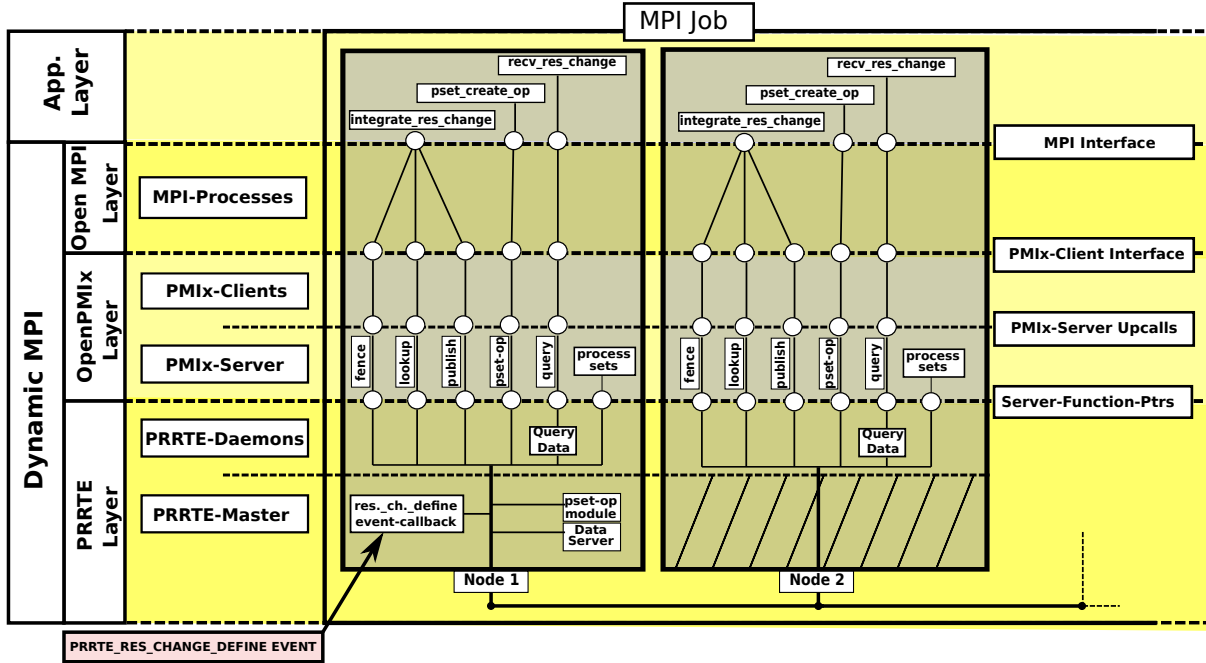 MPI Job
App.
Layer
recv_res_change
pset_create_op
integrate_res_change
recv_res_change
pset_create_op
integrate_res_change
MPI Interface
Dynamic MPI
Open MPI
Layer
MPI-Processes
PMIx-Client Interface
OpenPMIx
Layer
PMIx-Clients
PMIx-Server Upcalls
PMIx-Server
fence
lookup
publish
pset-op
query
process
sets
fence
lookup
publish
pset-op
query
process
sets
Server-Function-Ptrs
PRRTE
Layer
PRRTE-Daemons
Query
Data
Query
Data
PRRTE-Master
res._ch._define
event-callback
pset-op
module
Data
Server
Node 1
Node 2
PRRTE_RES_CHANGE_DEFINE EVENT